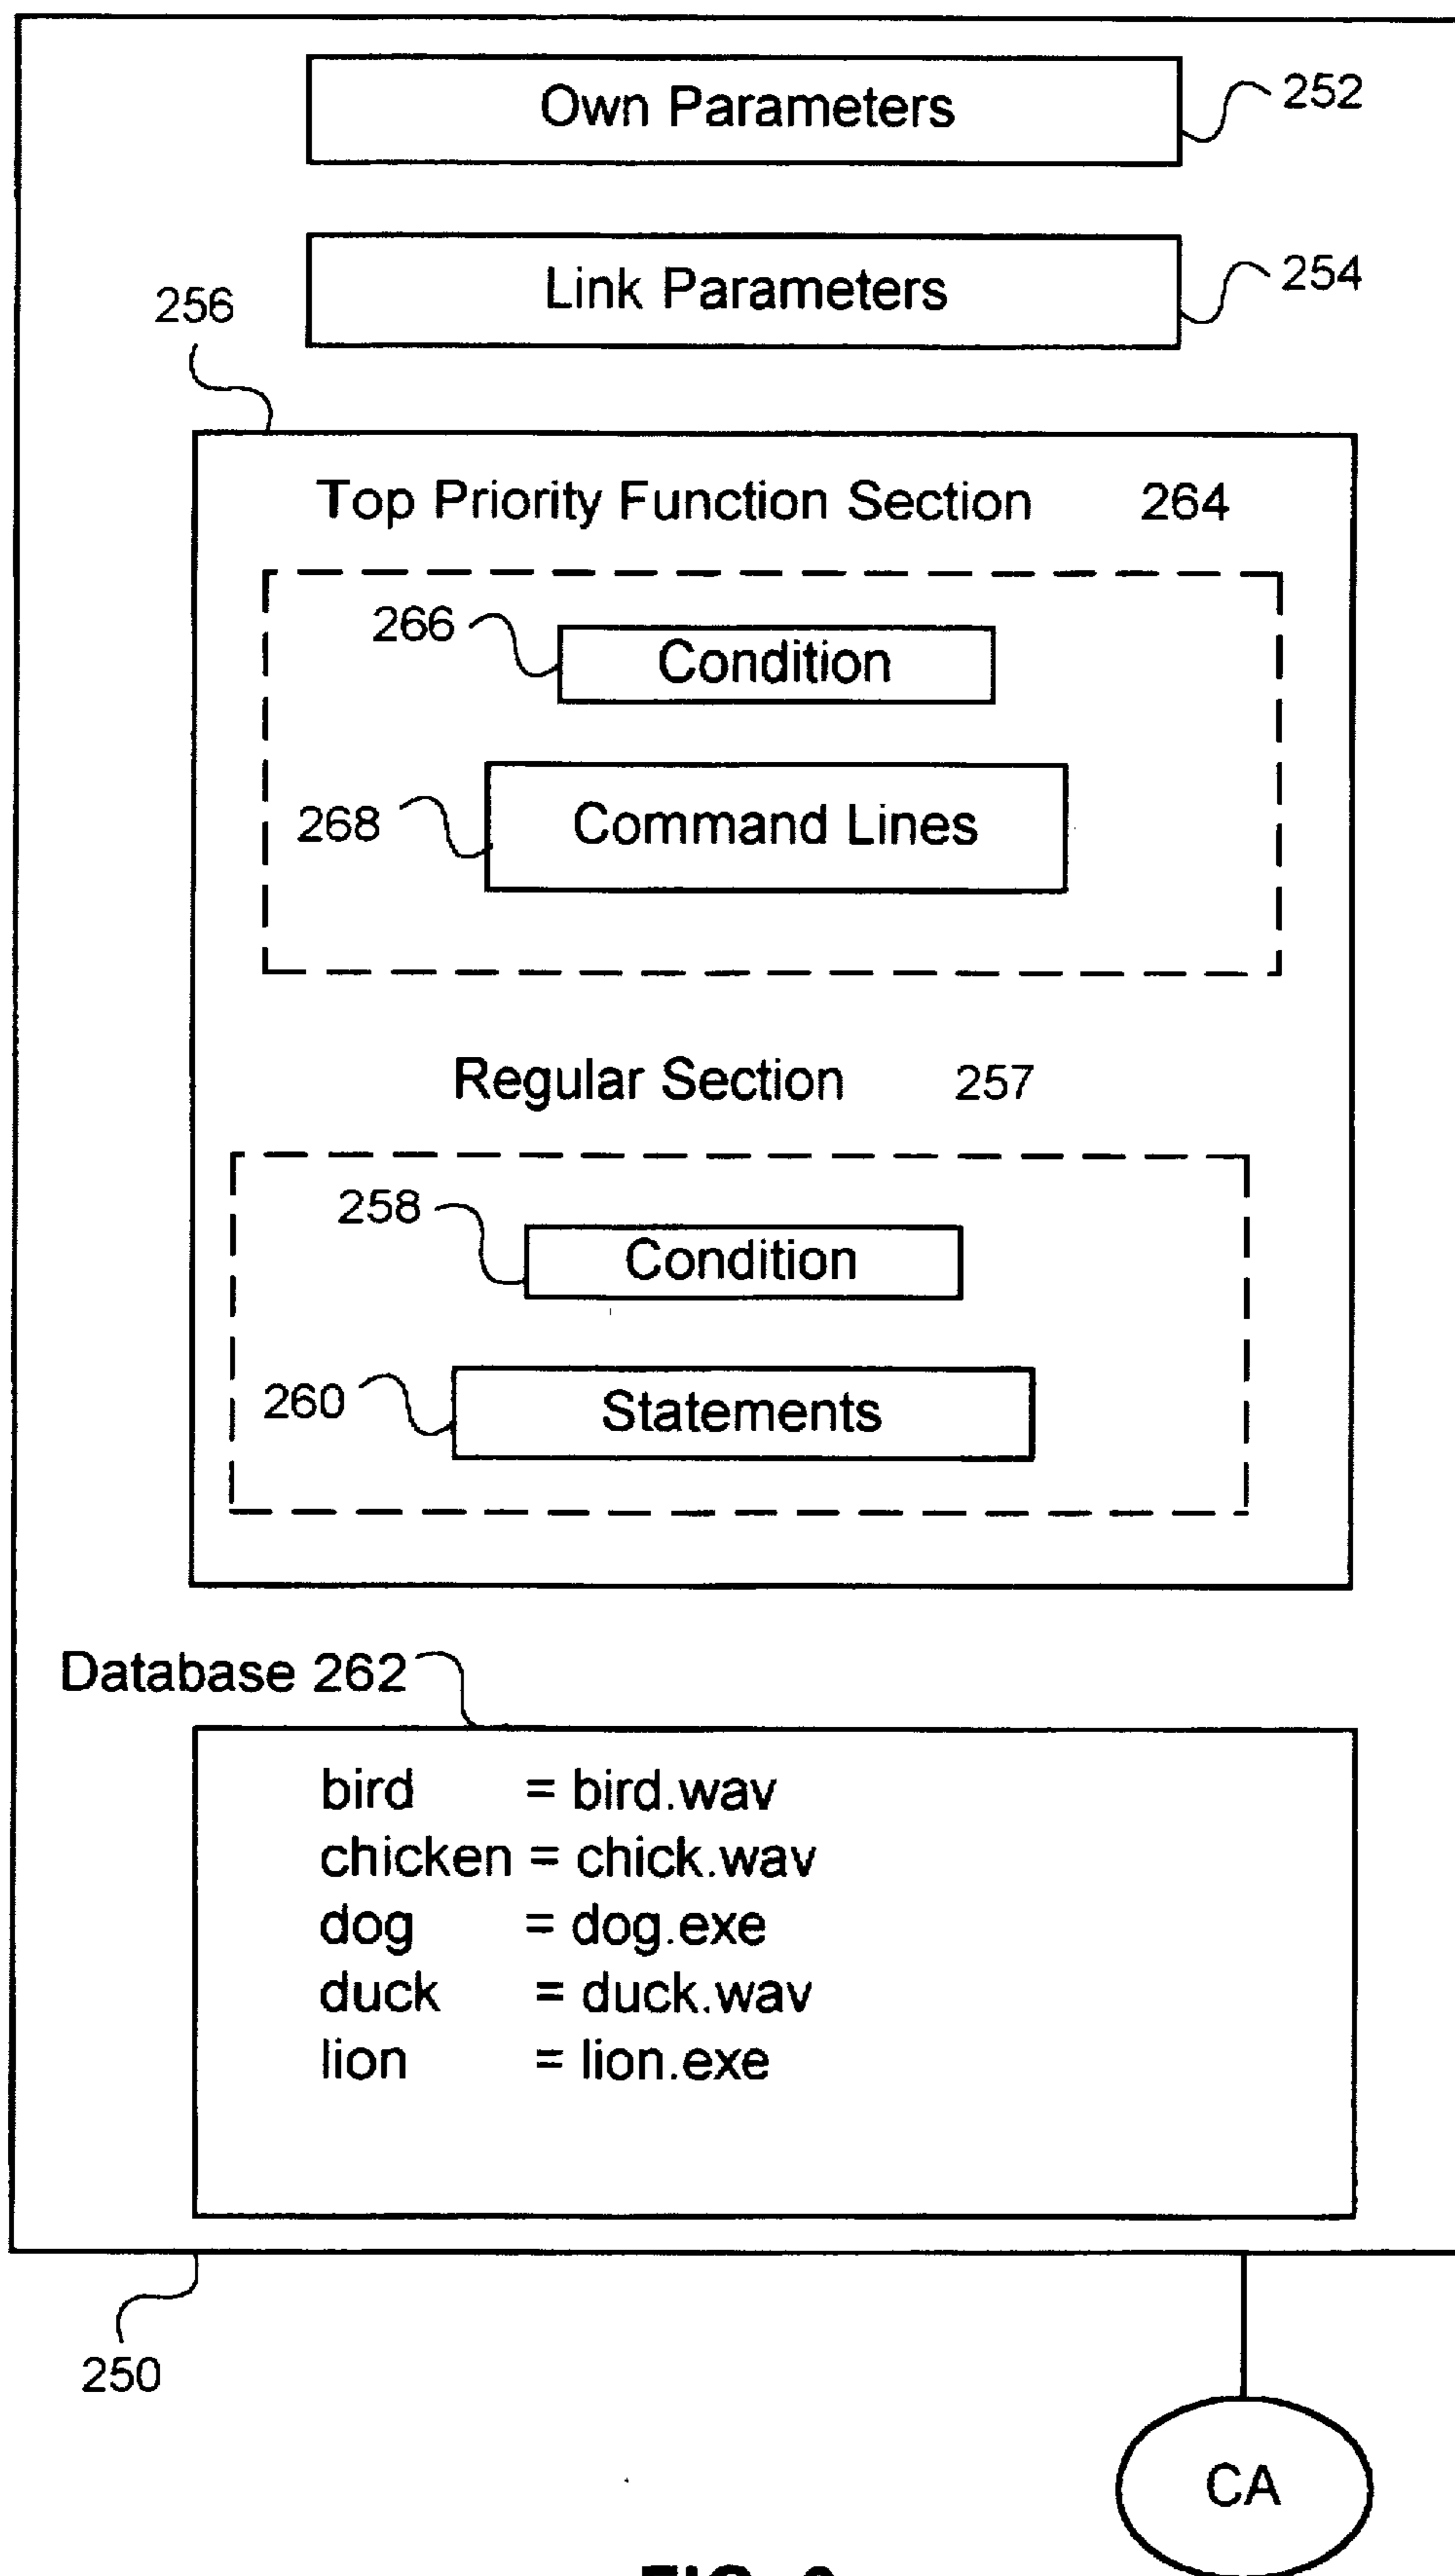 Own Parameters 252
Link Parameters 254
256
Top Priority Function Section 264
266 Condition
268 Command Lines
Regular Section 257
258 Condition
260 Statements
Database 262
bird = bird.wav
chicken = chick.wav
dog = dog.exe
duck = duck.wav
lion = lion.exe
250
CA